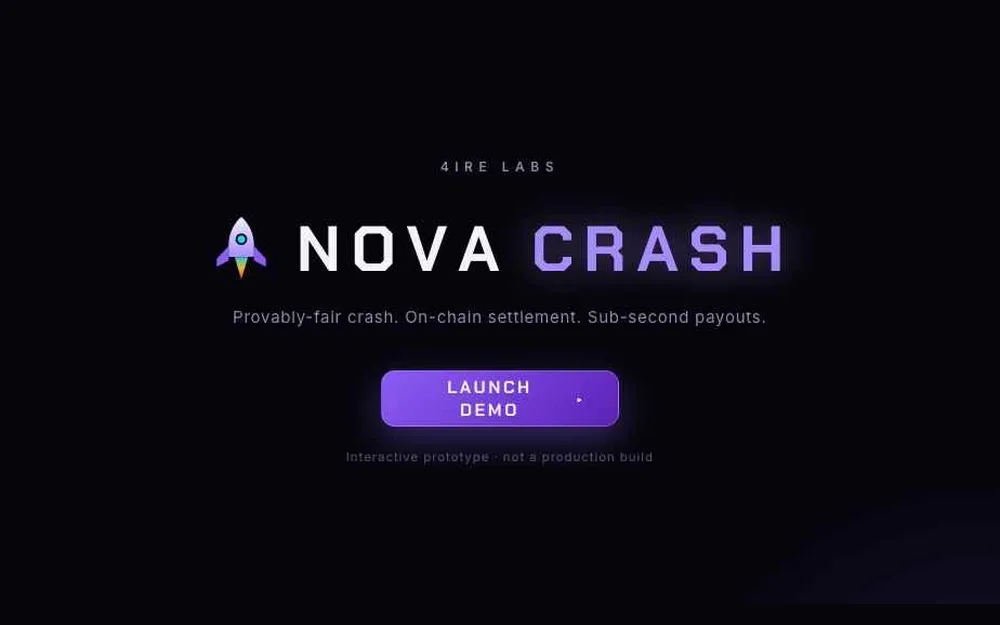 4IRE LABS
NOVA CRASH
Provably-fair crash. On-chain settlement. Sub-second payouts.
LAUNCH
DEMO
Interactive prototype · not a production build